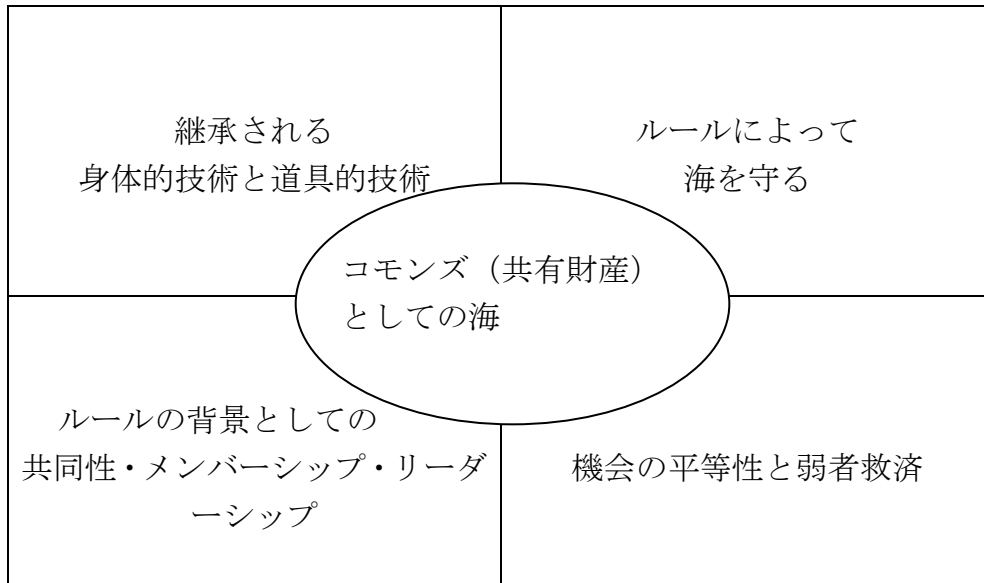 継承される
身体的技術と道具的技術
ルールによって
海を守る
コモンズ（共有財産）
としての海
ルールの背景としての
共同性・メンバーシップ・リーダ
ーシップ
機会の平等性と弱者救済